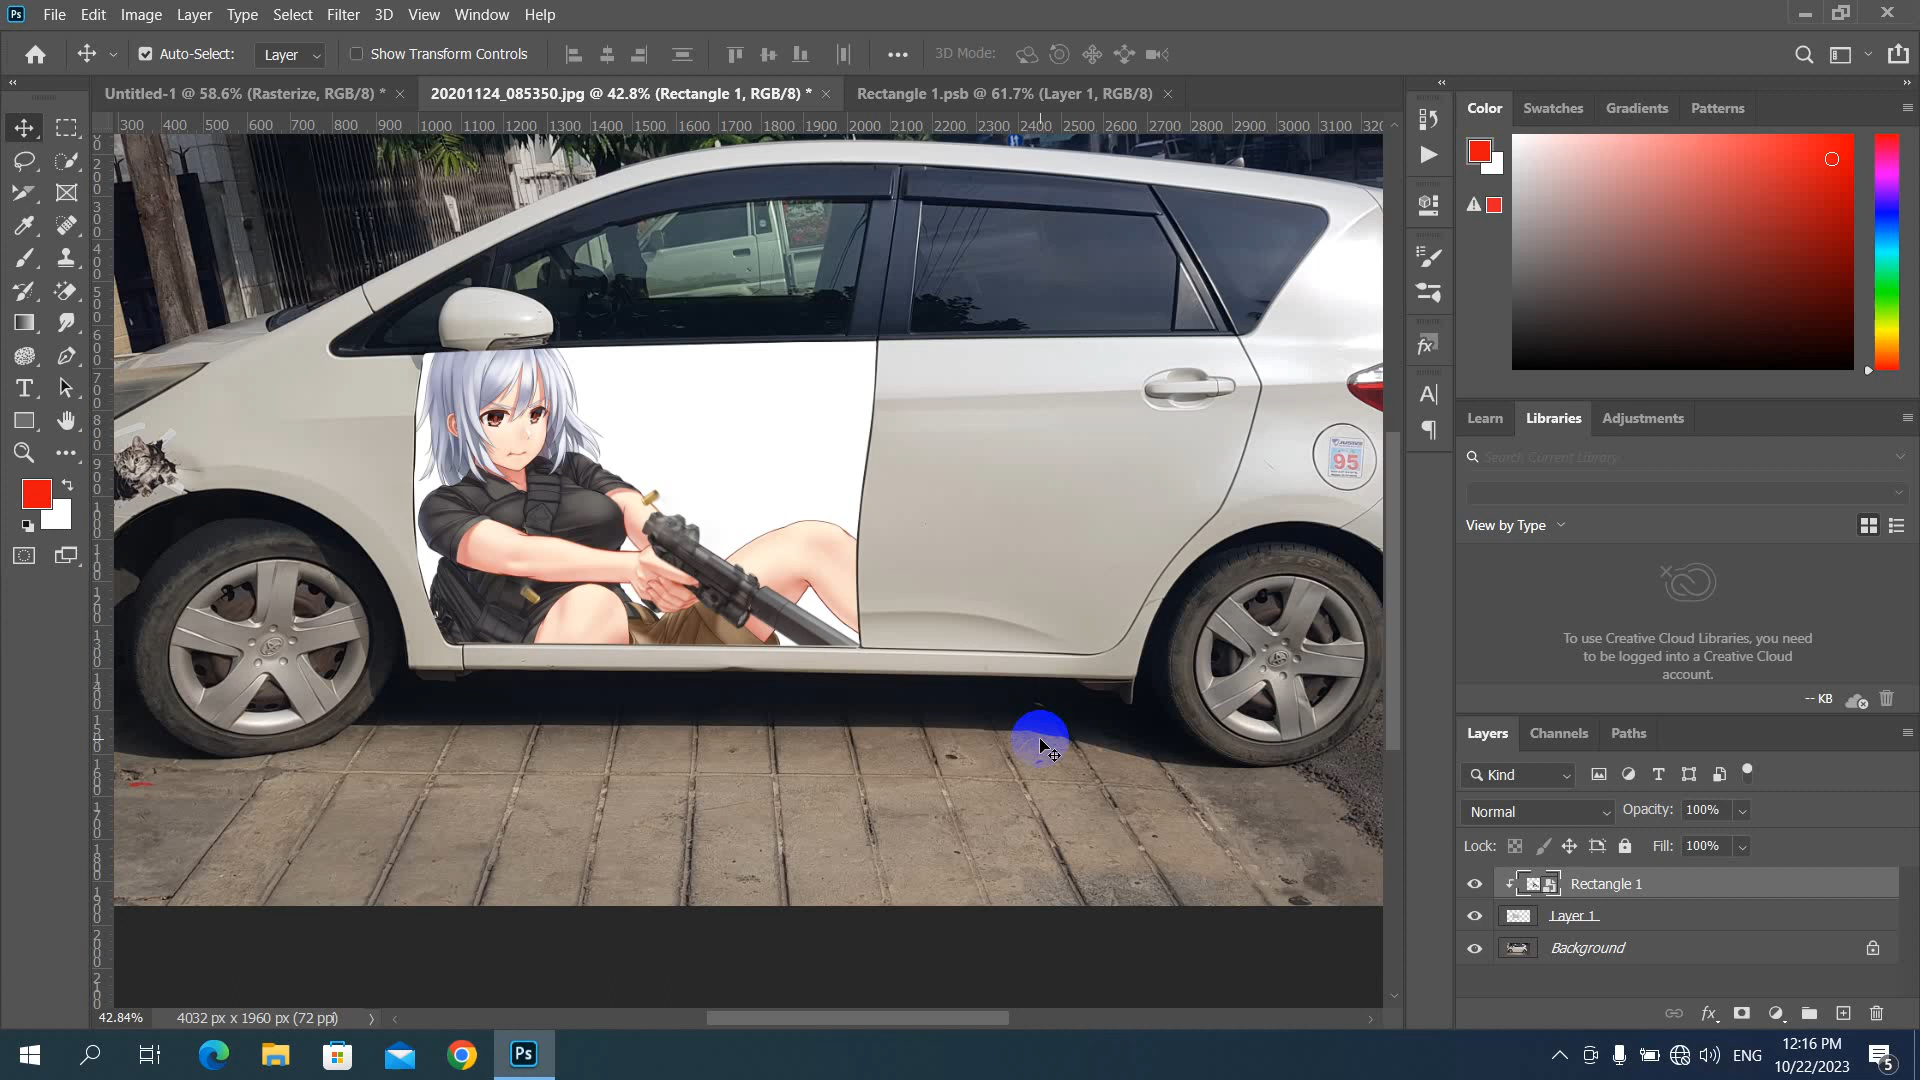 Ps File Edit Image Layer Type Select Filter 3D View Window Help
Auto-Select: Layer Show Transform Controls 3D Mode:
Untitled-1 @ 58.6% (Rasterize, RGB/8) * 20201124_085350.jpg @ 42.8% (Rectangle 1, RGB/8) * Rectangle 1.psb @ 61.7% (Layer 1, RGB/8)
300 400 500 600 700 800 900 1000 1100 1200 1300 1400 1500 1600 1700 1800 1900 2000 2100 2200 2300 2400 2500 2600 2700 2800 2900 3000 3100
Color Swatches Gradients Patterns
Learn Libraries Adjustments
Search Current Library
View by Type
95
To use Creative Cloud Libraries, you need
to be logged into a Creative Cloud
account.
-- KB
Layers Channels Paths
Kind
Normal Opacity: 100%
Lock: Fill: 100%
Rectangle 1
Layer 1
Background
42.84% 4032 px x 1960 px (72 ppi)
Ps ENG 12:16 PM
10/22/2023 5